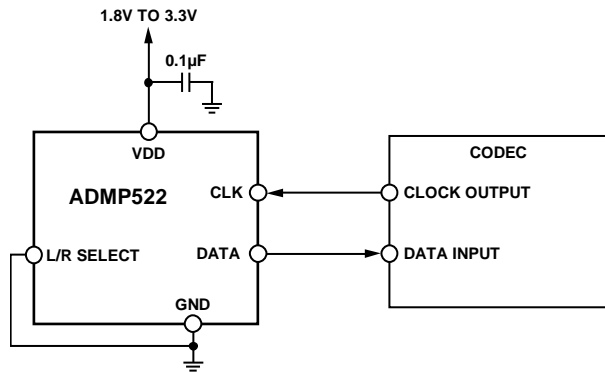 1.8V TO 3.3V
0.1µF
VDD
CODEC
ADMP522
CLK
CLOCK OUTPUT
L/R SELECT
DATA
DATA INPUT
GND